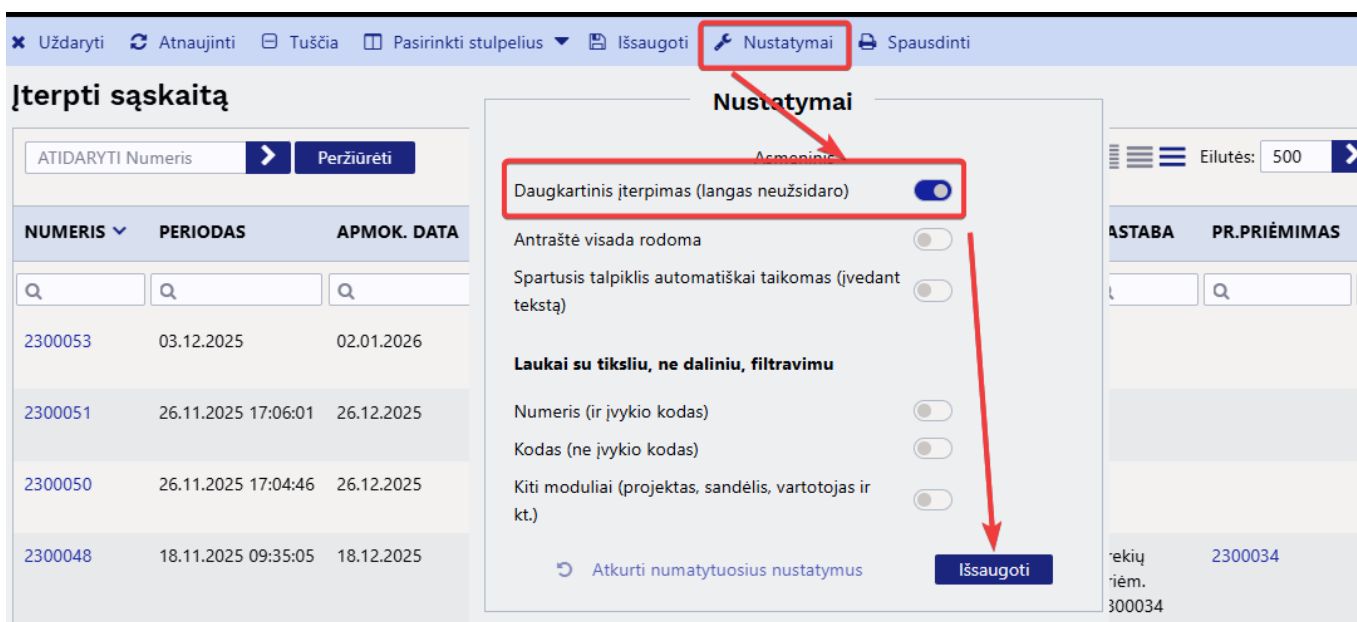 Uždaryti Atnaujinti Tuščia Pasirinkti stulpelius Išsaugoti Nustatymai Spausdinti
Įterpti sąskaitą
Nustatymai
ATIDARYTI Numeris Peržiūrėti
Eilutės: 500
Asmeninis
Daugkartinis įterpimas (langas neužsidaro)
NUMERIS PERIODAS APMOK. DATA
ASTABA PR.PRIĖMIMAS
Antraštė visada rodoma
Spartusis talpiklis automatiškai taikomas (įvedant
tekstą)
2300053 03.12.2025 02.01.2026
Laukai su tiksliu, ne daliniu, filtravimu
2300051 26.11.2025 17:06:01 26.12.2025
Numeris (ir įvykio kodas)
Kodas (ne įvykio kodas)
2300050 26.11.2025 17:04:46 26.12.2025
Kiti moduliai (projektas, sandėlis, vartotojas ir
kt.)
2300048 18.11.2025 09:35:05 18.12.2025
rekių 2300034
riėm.
300034
Atkurti numatytuosius nustatymus Išsaugoti